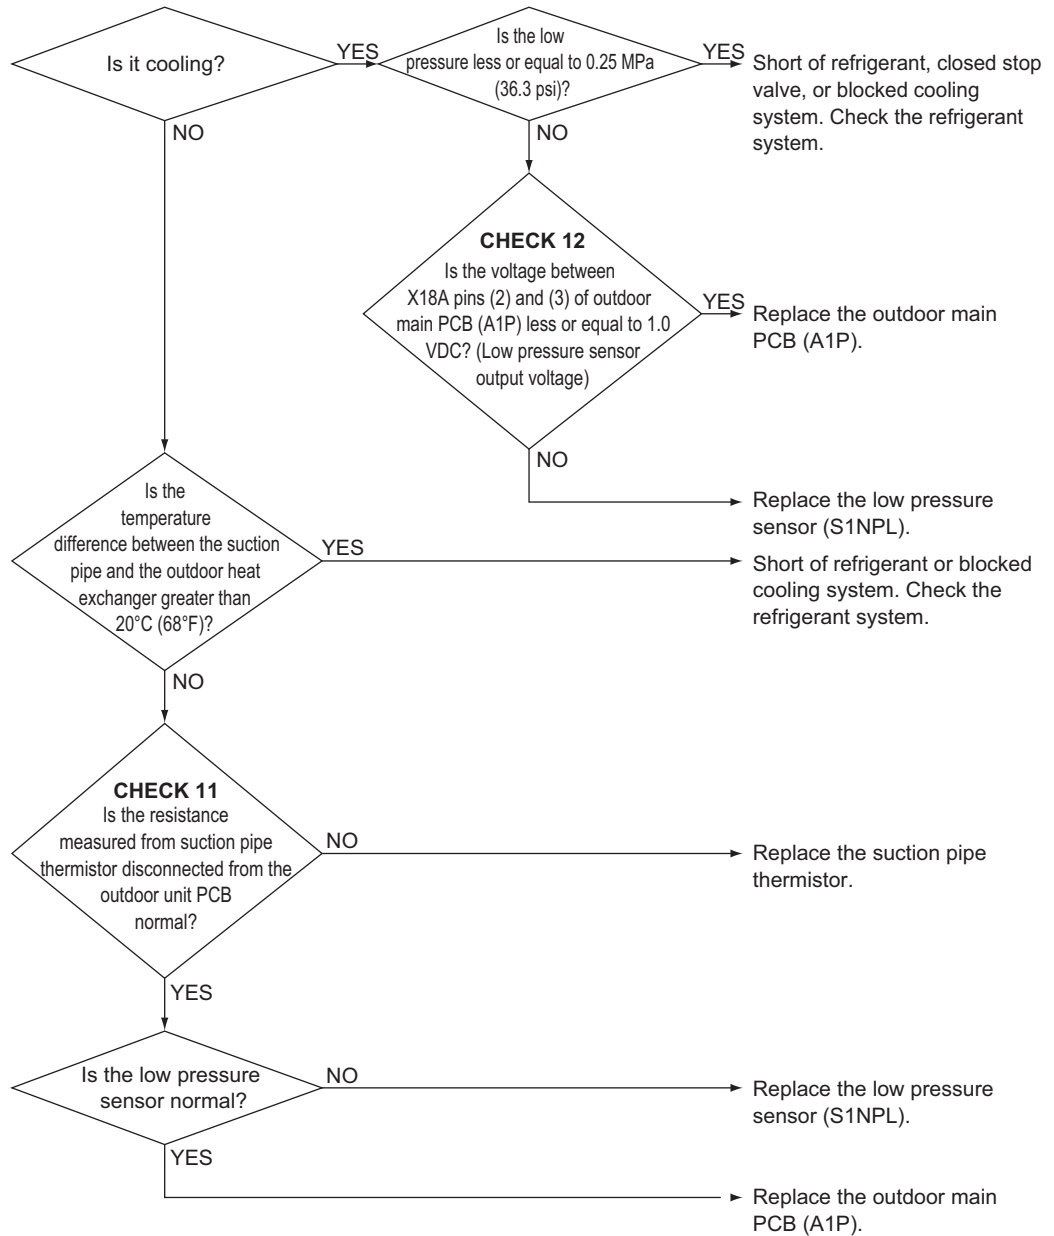 Is it cooling?
YES
Is the low
pressure less or equal to 0.25 MPa
(36.3 psi)?
YES
Short of refrigerant, closed stop
valve, or blocked cooling
system. Check the refrigerant
system.
NO
NO
CHECK 12
Is the voltage between
X18A pins (2) and (3) of outdoor
main PCB (A1P) less or equal to 1.0
VDC? (Low pressure sensor
output voltage)
YES
Replace the outdoor main
PCB (A1P).
NO
Replace the low pressure
sensor (S1NPL).
Is the
temperature
difference between the suction
pipe and the outdoor heat
exchanger greater than
20°C (68°F)?
YES
Short of refrigerant or blocked
cooling system. Check the
refrigerant system.
NO
CHECK 11
Is the resistance
measured from suction pipe
thermistor disconnected from the
outdoor unit PCB
normal?
NO
Replace the suction pipe
thermistor.
YES
Is the low pressure
sensor normal?
NO
Replace the low pressure
sensor (S1NPL).
YES
Replace the outdoor main
PCB (A1P).